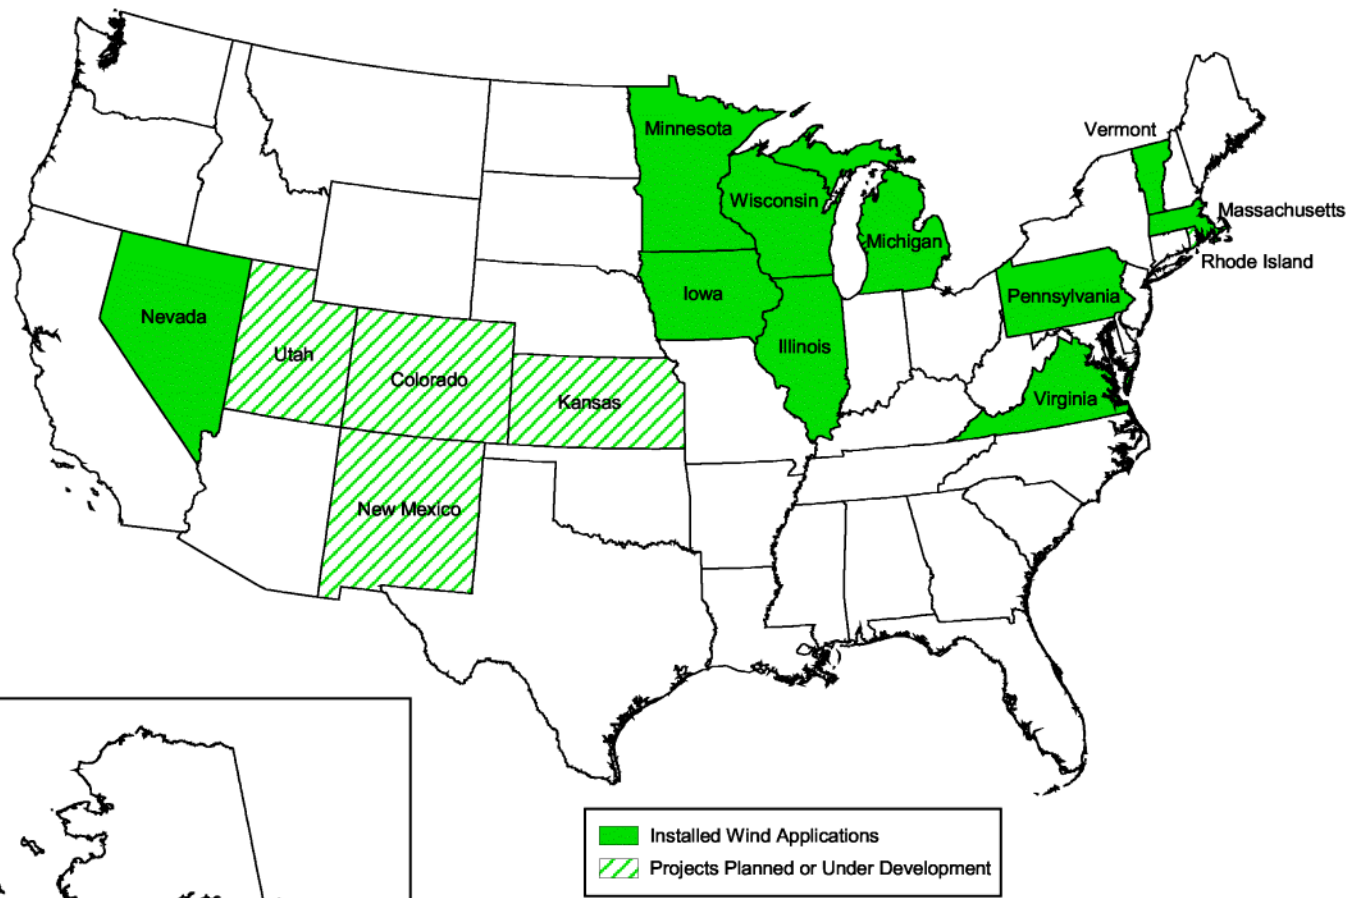 Minnesota
Vermont
Wisconsin
Massachusetts
Michigan
Rhode Island
Iowa
Pennsylvania
Nevada
Illinois
Utah
Colorado
Kansas
Virginia
New Mexico
Installed Wind Applications
Projects Planned or Under Development